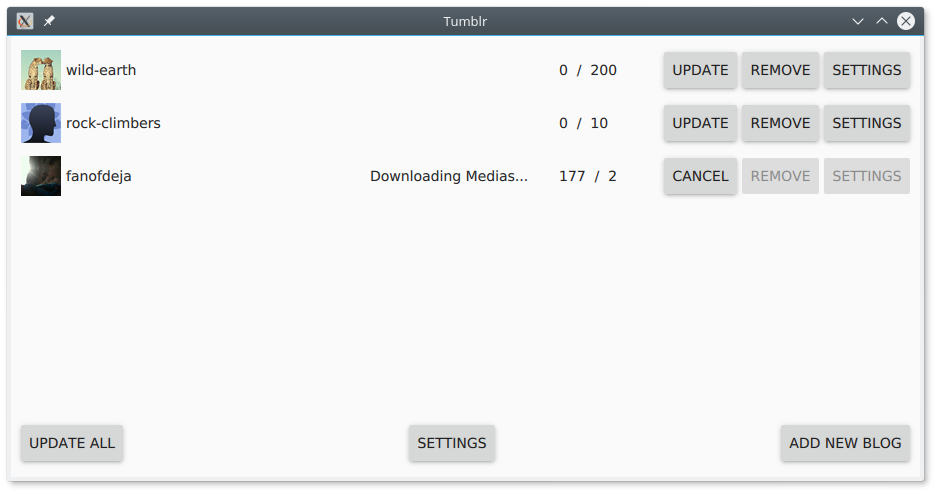 Tumblr
wild-earth 0 / 200 UPDATE REMOVE SETTINGS
rock-climbers 0 / 10 UPDATE REMOVE SETTINGS
fanofdeja Downloading Medias... 177 / 2 CANCEL REMOVE SETTINGS
UPDATE ALL SETTINGS ADD NEW BLOG